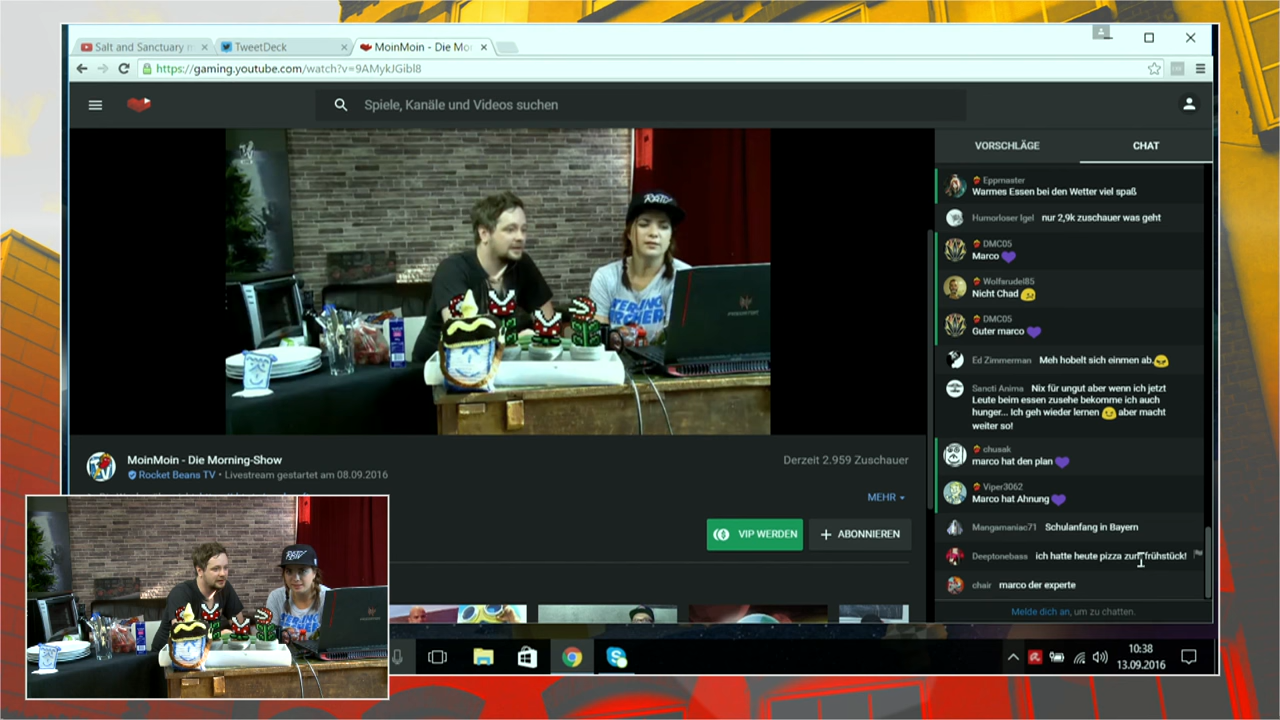 Salt and Sanctuary
TweetDeck
MoinMoin - Die Mo
https://gaming.youtube.com/watch?v=9AMykJGibl8
Spiele, Kanäle und Videos suchen
VORSCHLÄGE
CHAT
Eppmaster
Warmes Essen bei den Wetter viel spaß
Humorloser Igel nur 2,9k zuschauer was geht
DMC05
Marco
Wolfsrudel85
Nicht Chad
DMC05
Guter marco
Ed Zimmerman Meh hobelt sich einmen ab.
Sancti Anima Nix für ungut aber wenn ich jetzt
Leute beim essen zusehe bekomme ich auch
hunger... Ich geh wieder lernen aber macht
weiter so!
chusak
marco hat den plan
Viper3062
Marco hat Ahnung
Mangamaniac71 Schulanfang in Bayern
Deeptonebass ich hatte heute pizza zum frühstück!
chair marco der experte
Melde dich an, um zu chatten.
MoinMoin - Die Morning-Show
Rocket Beans TV • Livestream gestartet am 08.09.2016
Derzeit 2.959 Zuschauer
MEHR
VIP WERDEN
ABONNIEREN
10:38
13.09.2016